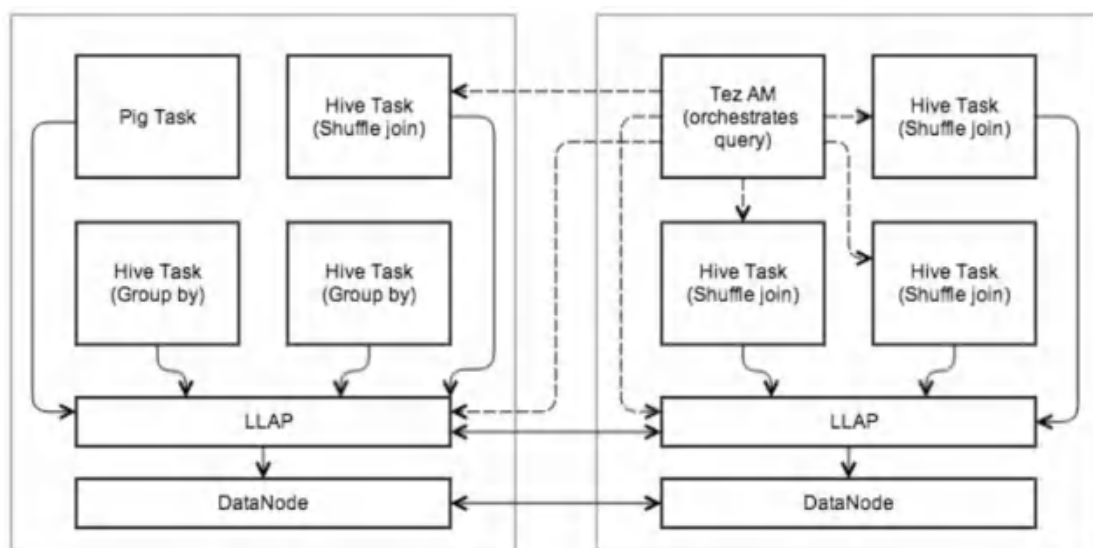 Pig Task
Hive Task
(Shuffle join)
Tez AM
(orchestrates
query)
Hive Task
(Shuffle join)
Hive Task
(Group by)
Hive Task
(Group by)
Hive Task
(Shuffle join)
Hive Task
(Shuffle join)
LLAP
LLAP
DataNode
DataNode